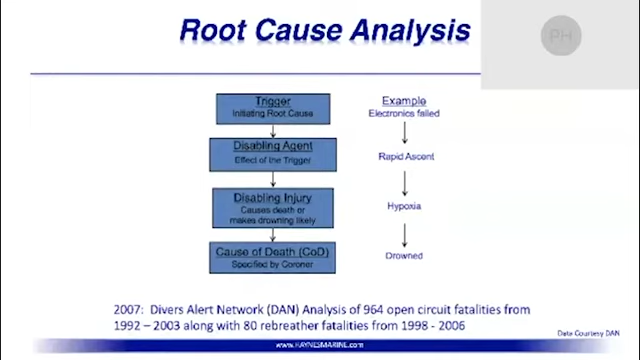 Root Cause Analysis
PH
Trigger
Initiating Root Cause
Example
Electronics failed
Disabling Agent
Effect of the Trigger
Rapid Ascent
Disabling Injury
Causes death or
makes drowning likely
Hypoxia
Cause of Death (CoD)
Specified by Coroner
Drowned
2007: Divers Alert Network (DAN) Analysis of 964 open circuit fatalities from
1992 – 2003 along with 80 rebreather fatalities from 1998 - 2006
Date Courtesy DAN
www.HAYNESMARINE.com